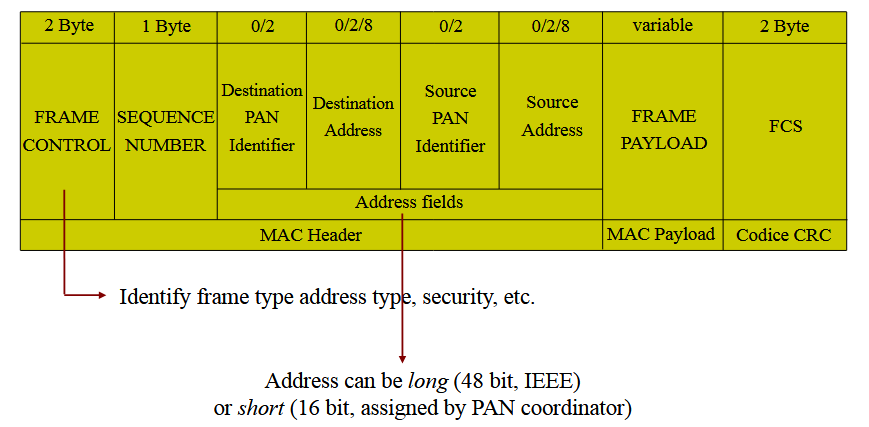 2 Byte 1 Byte 0/2 0/2/8 0/2 0/2/8 variable 2 Byte
FRAME CONTROL
SEQUENCE NUMBER
Destination PAN Identifier
Destination Address
Source PAN Identifier
Source Address
FRAME PAYLOAD
FCS
Address fields
MAC Header MAC Payload Codice CRC
Identify frame type address type, security, etc.
Address can be long (48 bit, IEEE)
or short (16 bit, assigned by PAN coordinator)